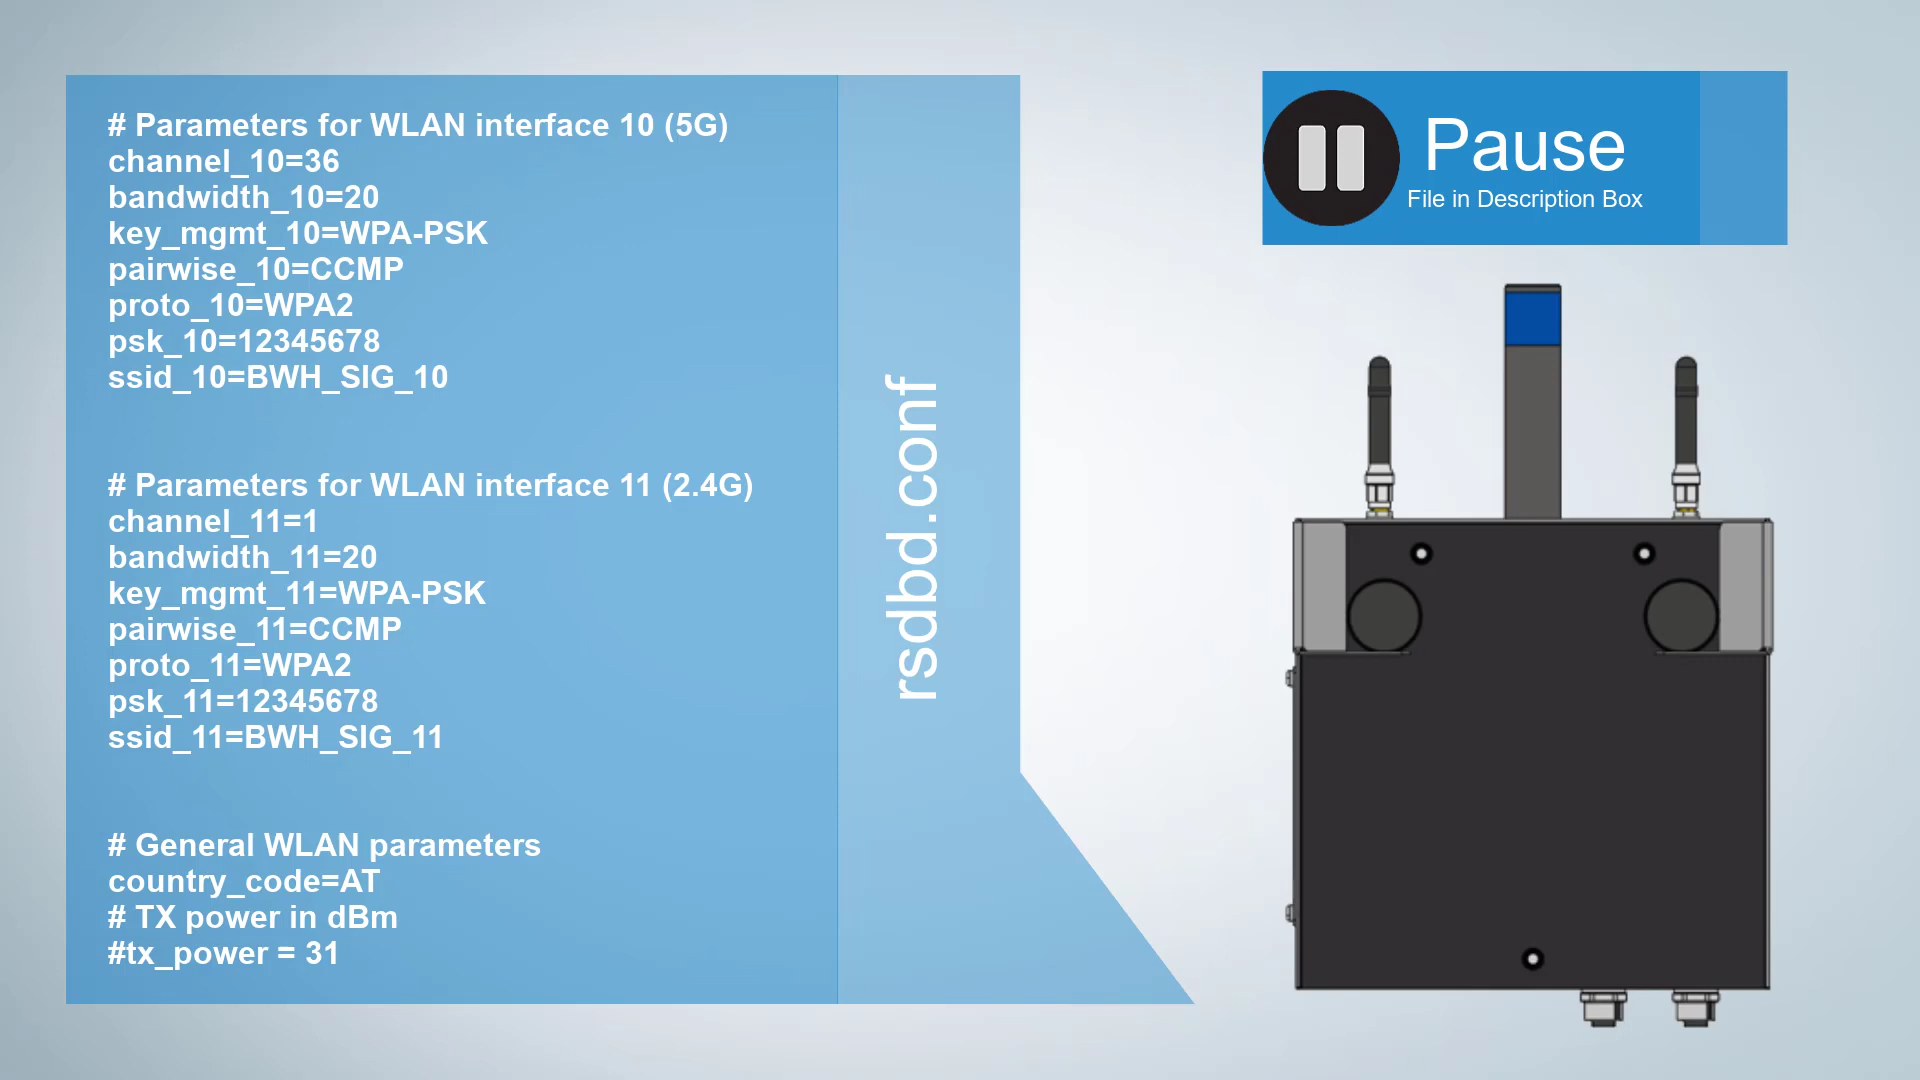 # Parameters for WLAN interface 10 (5G)
channel_10=36
bandwidth_10=20
key_mgmt_10=WPA-PSK
pairwise_10=CCMP
proto_10=WPA2
psk_10=12345678
ssid_10=BWH_SIG_10
# Parameters for WLAN interface 11 (2.4G)
channel_11=1
bandwidth_11=20
key_mgmt_11=WPA-PSK
pairwise_11=CCMP
proto_11=WPA2
psk_11=12345678
ssid_11=BWH_SIG_11
# General WLAN parameters
country_code=AT
# TX power in dBm
#tx_power = 31
rsdbd.conf
Pause
File in Description Box